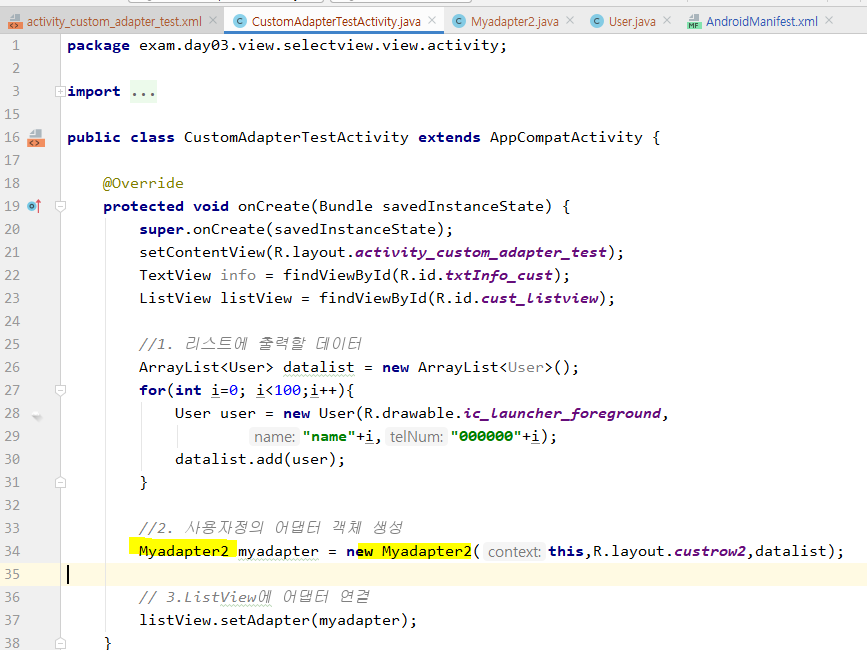 activity_custom_adapter_test.xml CustomAdapterTestActivity.java Myadapter2.java User.java AndroidManifest.xml
1 package exam.day03.view.selectview.view.activity;
2
3 import ...
15
16 public class CustomAdapterTestActivity extends AppCompatActivity {
17
18 @Override
19 protected void onCreate(Bundle savedInstanceState) {
20 super.onCreate(savedInstanceState);
21 setContentView(R.layout.activity_custom_adapter_test);
22 TextView info = findViewById(R.id.txtInfo_cust);
23 ListView listView = findViewById(R.id.cust_listview);
24
25 //1. 리스트에 출력할 데이터
26 ArrayList<User> datalist = new ArrayList<User>();
27 for(int i=0; i<100;i++){
28 User user = new User(R.drawable.ic_launcher_foreground,
29 name: "name"+i, telNum: "000000"+i);
30 datalist.add(user);
31 }
32
33 //2. 사용자정의 어댑터 객체 생성
34 Myadapter2 myadapter = new Myadapter2( context: this,R.layout.custrow2,datalist);
35
36 // 3.ListView에 어댑터 연결
37 listView.setAdapter(myadapter);
38 }